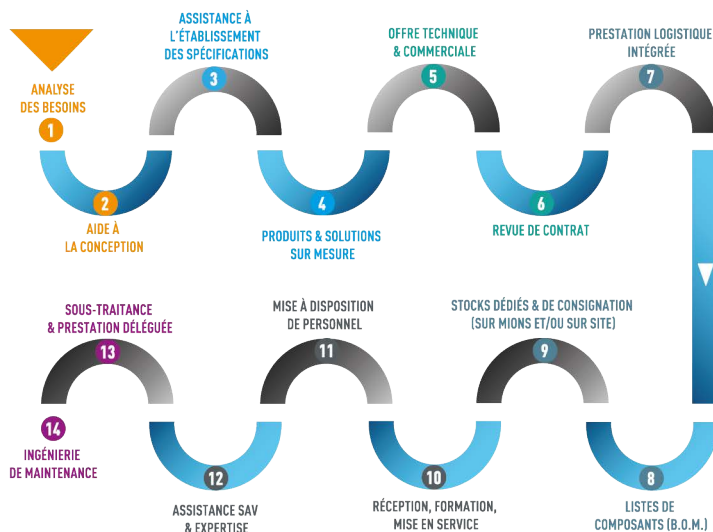 ANALYSE
DES BESOINS
1
2
AIDE À
LA CONCEPTION
ASSISTANCE À
L'ÉTABLISSEMENT
DES SPÉCIFICATIONS
3
4
PRODUITS & SOLUTIONS
SUR MESURE
OFFRE TECHNIQUE
& COMMERCIALE
5
6
REVUE DE CONTRAT
PRESTATION LOGISTIQUE
INTÉGRÉE
7
8
LISTES DE
COMPOSANTS (B.O.M.)
STOCKS DÉDIÉS & DE CONSIGNATION
(SUR MIONS ET/OU SUR SITE)
9
10
RÉCEPTION, FORMATION,
MISE EN SERVICE
MISE À DISPOSITION
DE PERSONNEL
11
12
ASSISTANCE SAV
& EXPERTISE
SOUS-TRAITANCE
& PRESTATION DÉLÉGUÉE
13
14
INGÉNIERIE
DE MAINTENANCE